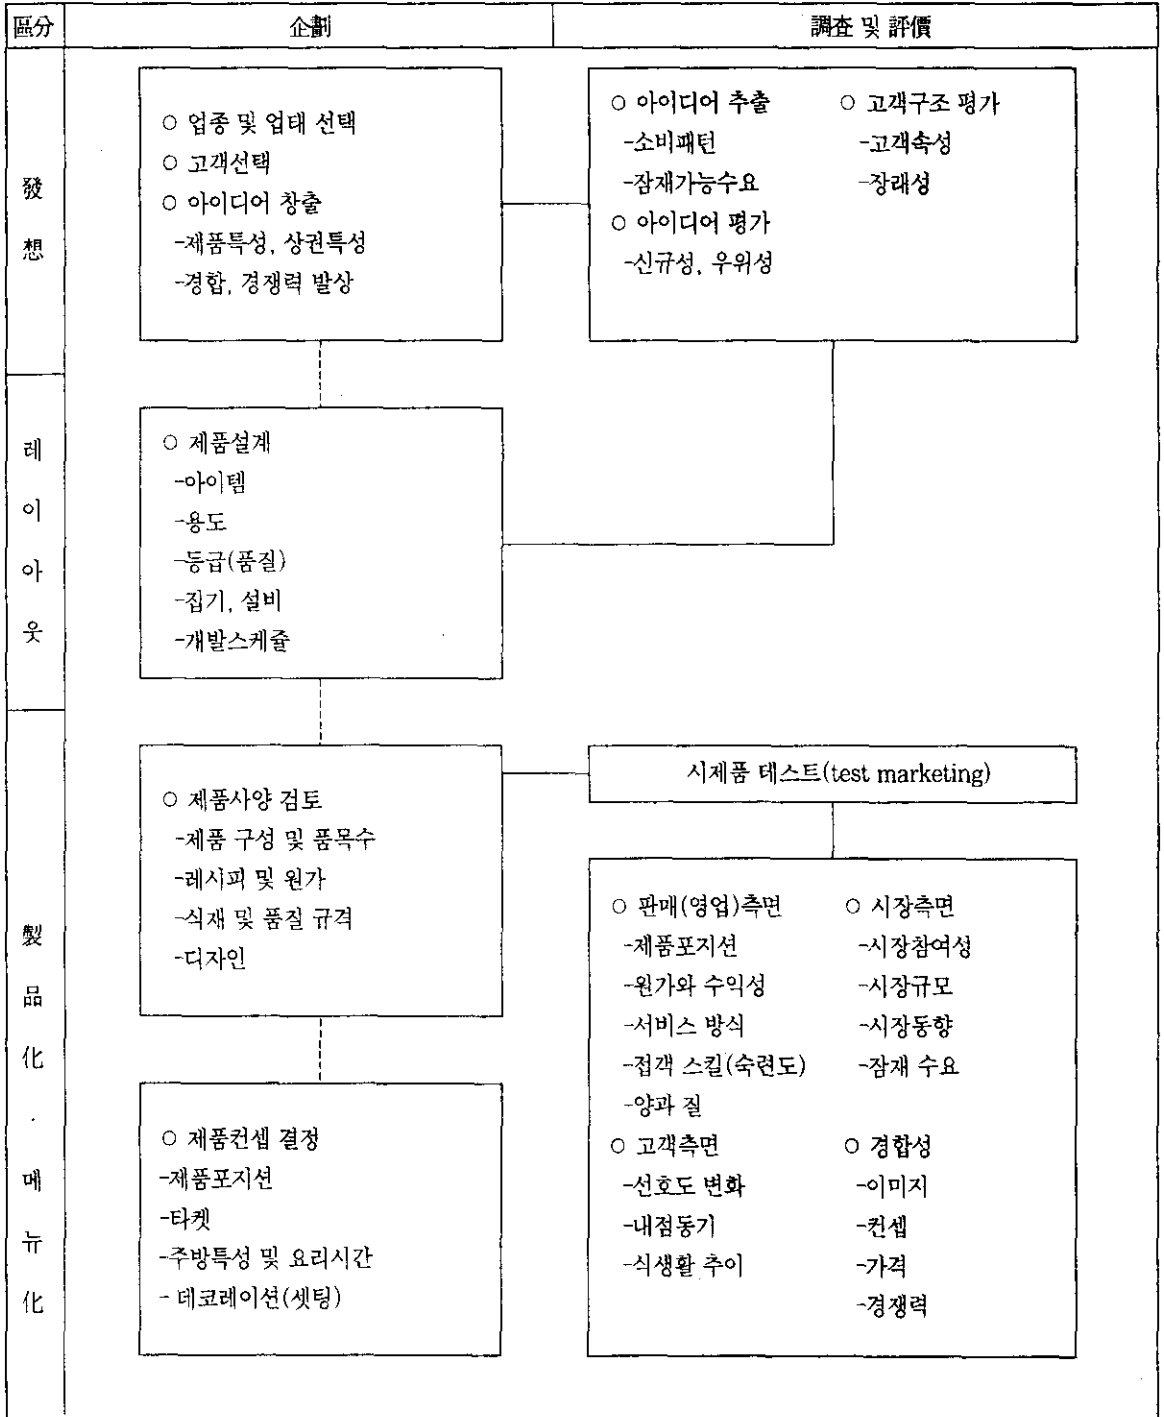 區分 企劃 調査 및 評價
發想
○ 업종 및 업태 선택
○ 고객선택
○ 아이디어 창출
-제품특성, 상권특성
-경합, 경쟁력 발상
○ 아이디어 추출
-소비패턴
-잠재가능수요
○ 아이디어 평가
-신규성, 우위성
○ 고객구조 평가
-고객속성
-장래성
레이아웃
○ 제품설계
-아이템
-용도
-등급(품질)
-집기, 설비
-개발스케쥴
製品化·메뉴化
○ 제품사양 검토
-제품 구성 및 품목수
-레시피 및 원가
-식재 및 품질 규격
-디자인
시제품 테스트(test marketing)
○ 제품컨셉 결정
-제품포지션
-타켓
-주방특성 및 요리시간
- 데코레이션(셋팅)
○ 판매(영업)측면
-제품포지션
-원가와 수익성
-서비스 방식
-접객 스킬(숙련도)
-양과 질
○ 고객측면
-선호도 변화
-내점동기
-식생활 추이
○ 시장측면
-시장참여성
-시장규모
-시장동향
-잠재 수요
○ 경합성
-이미지
-컨셉
-가격
-경쟁력